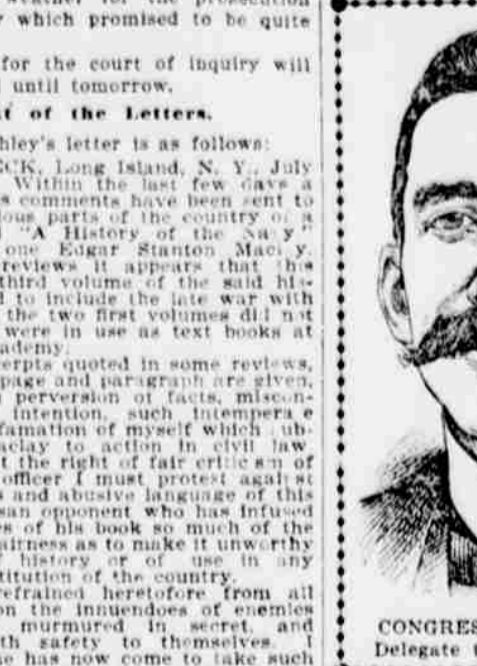 y which promised to be quite
for the court of inquiry will
until tomorrow.
t of the Letters.
hley's letter is as follows:
ECK, Long Island, N. Y., July
Within the last few days a
s comments have been sent to
ious parts of the country of a
"A History of the Navy"
one Edgar Stanton Maclay.
reviews it appears that this
third volume of the said his-
d to include the late war with
the two first volumes did not
were in use as text books at
ademy.
erpts quoted in some reviews,
page and paragraph are given,
perversion of facts, miscon-
intention, such intemperate
famation of myself which sub-
aclay to action in civil law
t the right of fair criticism of
officer I must protest against
s and abusive language of this
san opponent who has infused
es of his book so much of the
airness as to make it unworthy
history or of use in any
titution of the country.
refrained heretofore from all
on the innuendoes of enemies
murmured in secret, and
th safety to themselves. I
e has now come to take such
CONGRES
Delegate t